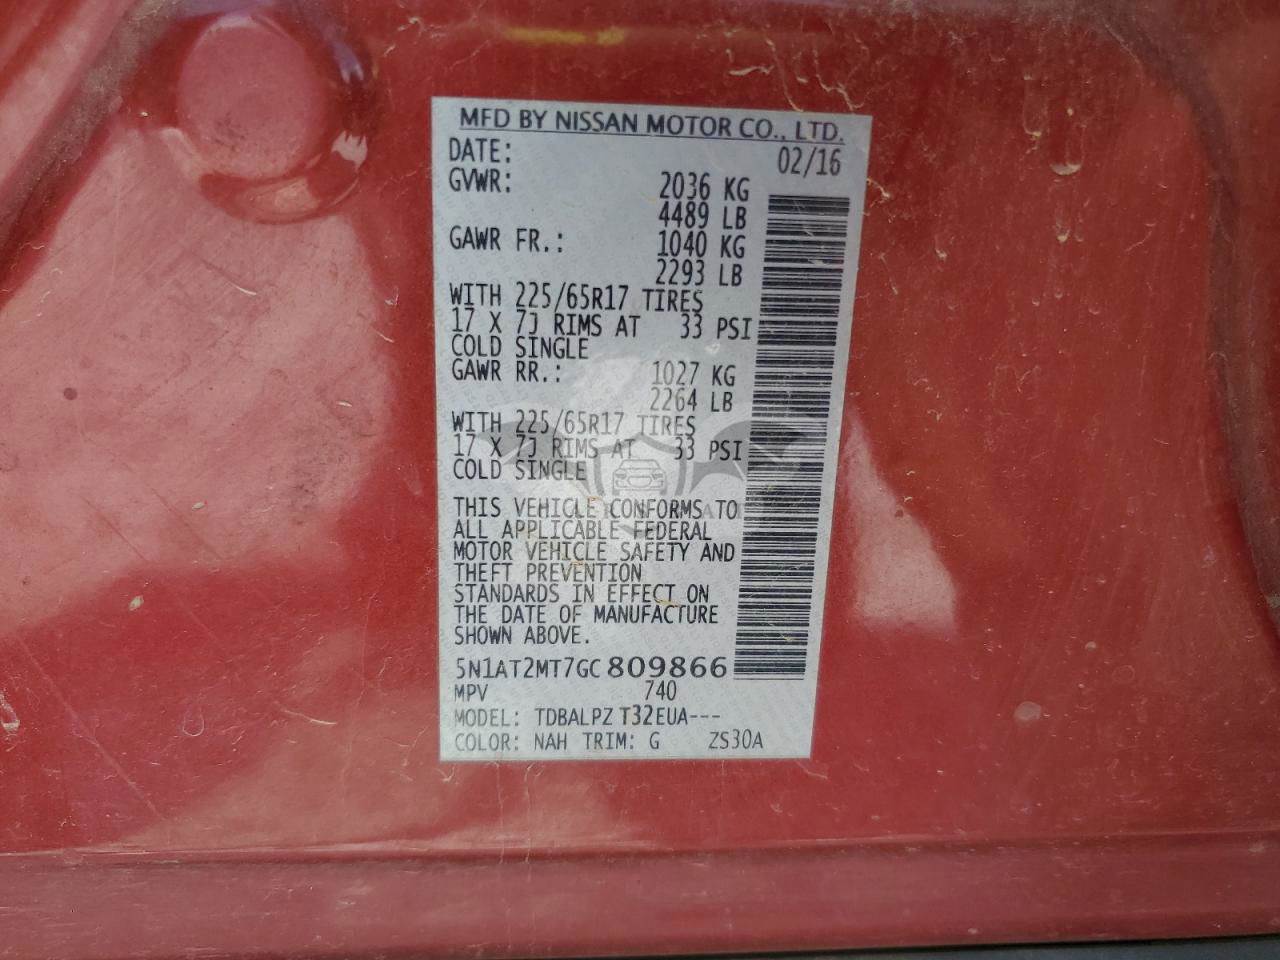 MFD BY NISSAN MOTOR CO., LTD.
DATE: 02/16
GVWR: 2036 KG
4489 LB
GAWR FR.: 1040 KG
2293 LB
WITH 225/65R17 TIRES
17 X 7J RIMS AT 33 PSI
COLD SINGLE
GAWR RR.: 1027 KG
2264 LB
WITH 225/65R17 TIRES
17 X 7J RIMS AT 33 PSI
COLD SINGLE
THIS VEHICLE CONFORMS TO
ALL APPLICABLE FEDERAL
MOTOR VEHICLE SAFETY AND
THEFT PREVENTION
STANDARDS IN EFFECT ON
THE DATE OF MANUFACTURE
SHOWN ABOVE.
5N1AT2MT7GC809866
MPV 740
MODEL: TDBALPZ T32EUA---
COLOR: NAH TRIM: G ZS30A